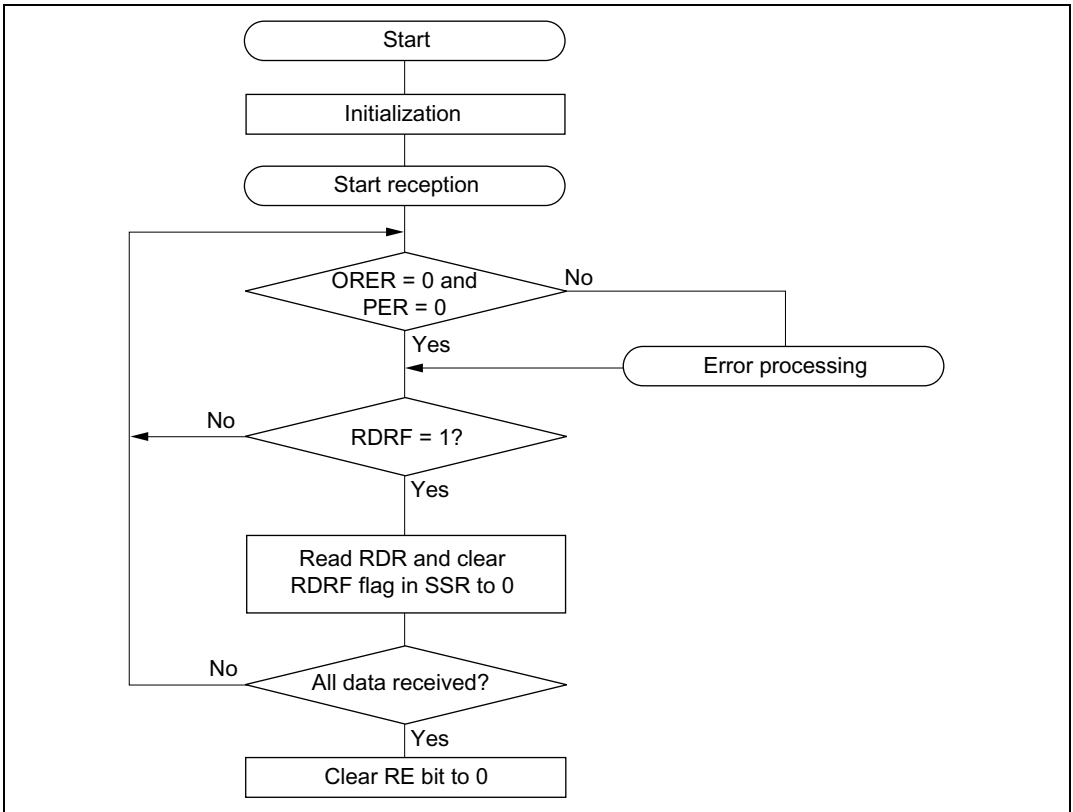 Start
Initialization
Start reception
ORER = 0 and
PER = 0
No
Yes
Error processing
No
RDRF = 1?
Yes
Read RDR and clear
RDRF flag in SSR to 0
No
All data received?
Yes
Clear RE bit to 0